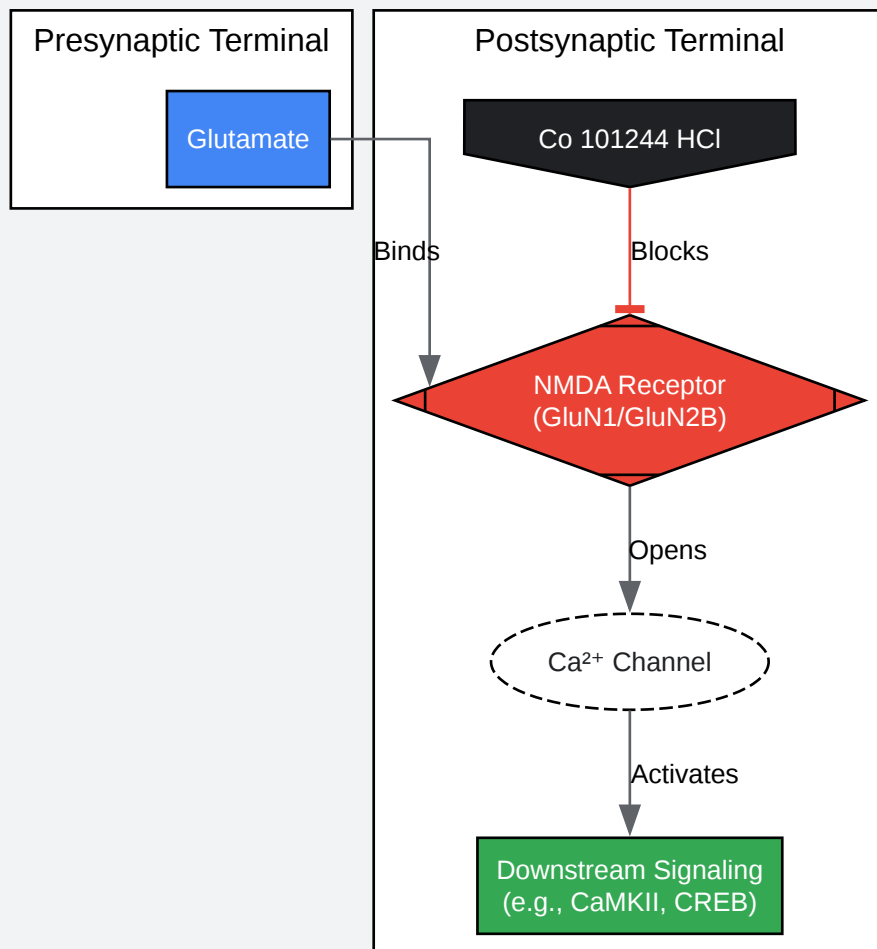 Presynaptic Terminal
Postsynaptic Terminal
Glutamate
Co 101244 HCl
Binds
Blocks
NMDA Receptor
(GluN1/GluN2B)
Opens
Ca²⁺ Channel
Activates
Downstream Signaling
(e.g., CaMKII, CREB)